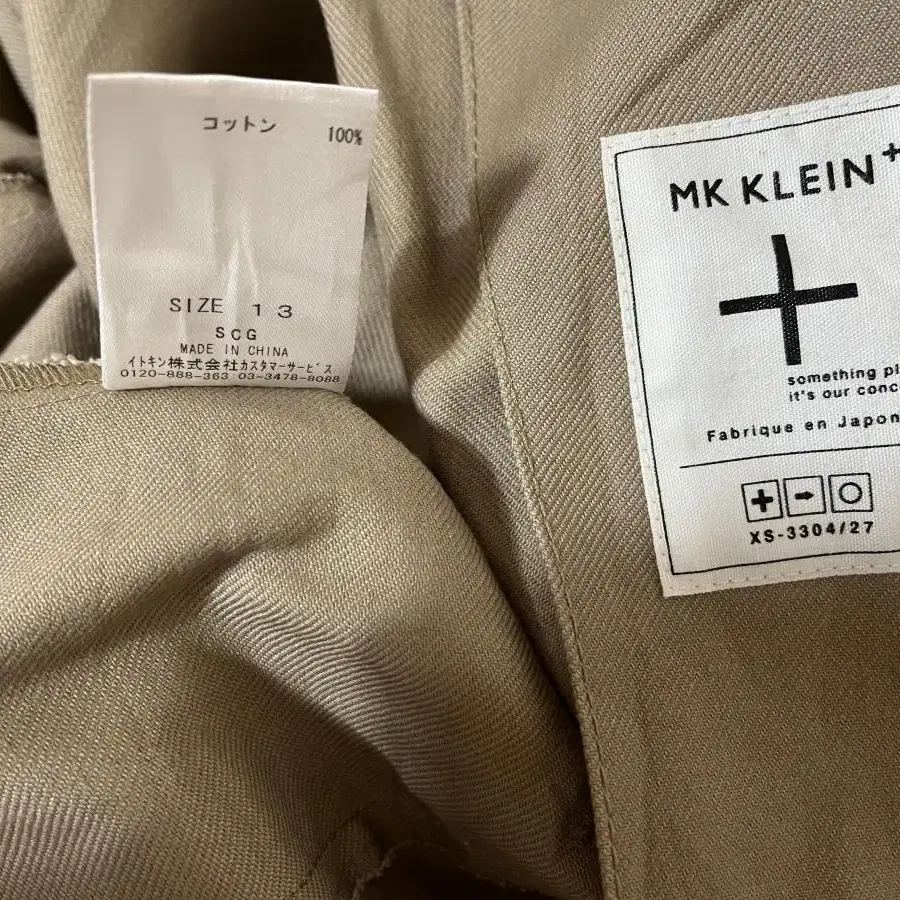 コットン 100%
SIZE 13
SCG
MADE IN CHINA
イトキン株式会社カスタマーサービス
0120-888-363:03-3478-8088
MK KLEIN+
something
it's our
Fabrique en Japon
XS-3304/27